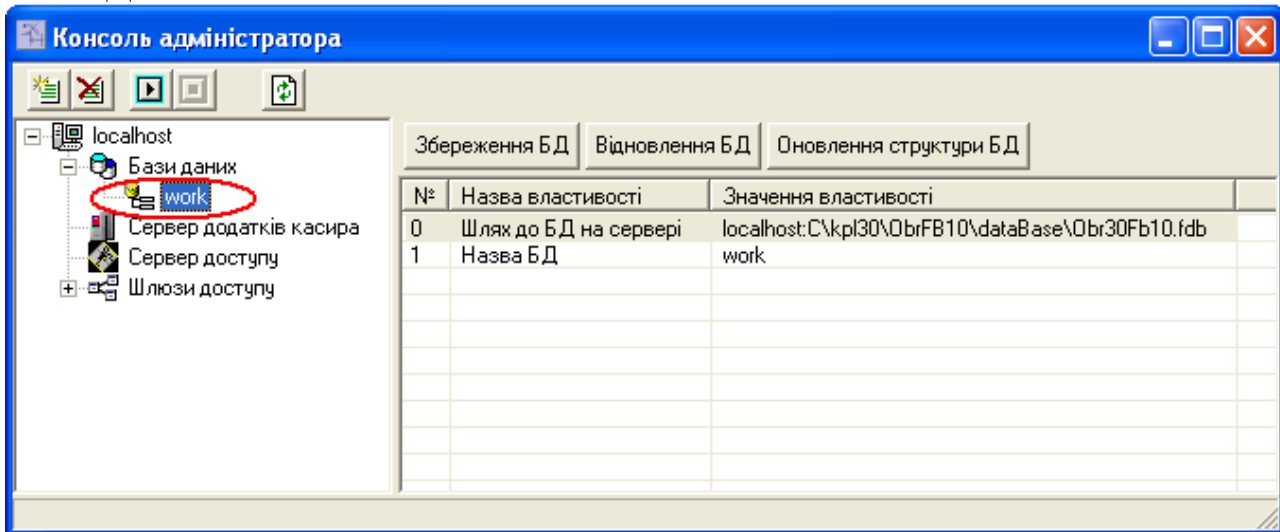 Консоль адміністратора
localhost
Бази даних
work
Сервер додатків касира
Сервер доступу
Шлюзи доступу
Збереження БД Відновлення БД Оновлення структури БД
№ Назва властивості Значення властивості
0 Шлях до БД на сервері localhost:C\kpl30\ObrFB10\dataBase\Obr30Fb10.fdb
1 Назва БД work